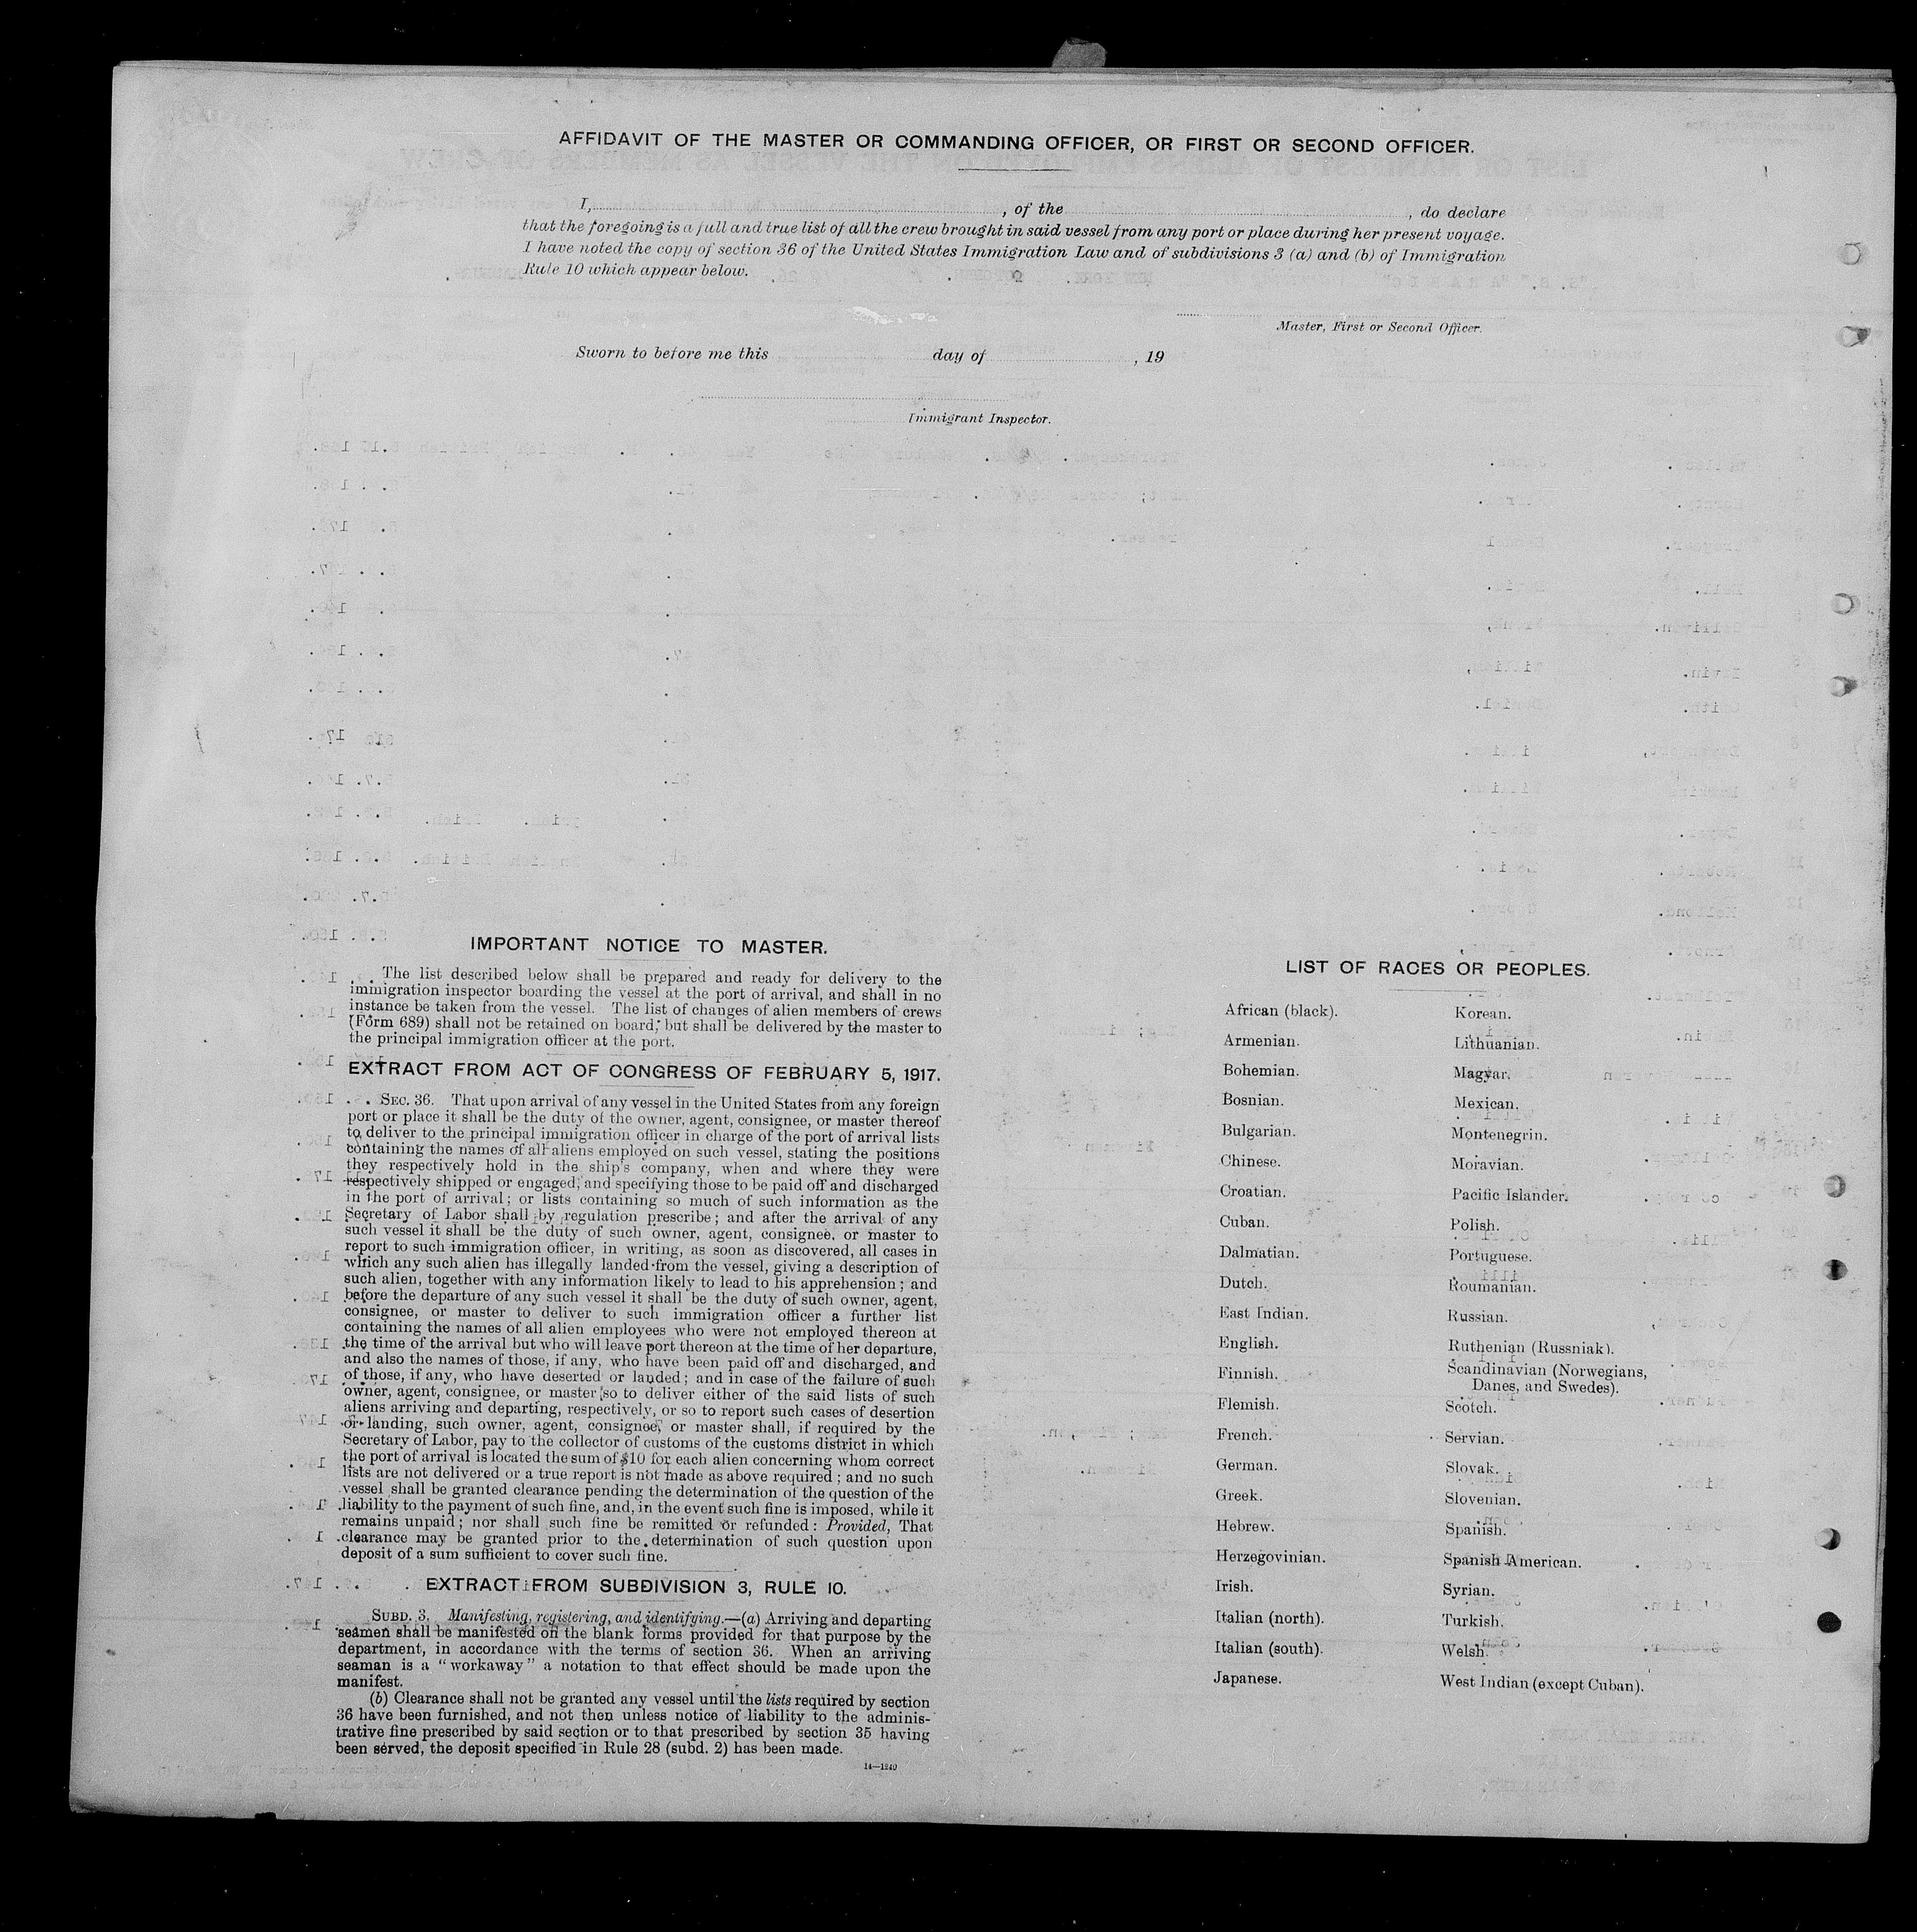 AFFIDAVIT OF THE MASTER OR COMMANDING OFFICER, OR FIRST OR SECOND OFFICER.
I, , of the , do declare
that the foregoing is a full and true list of all the crew brought in said vessel from any port or place during her present voyage.
I have noted the copy of section 36 of the United States Immigration Law and of subdivisions 3 (a) and (b) of Immigration
Rule 10 which appear below.
Master, First or Second Officer.
Sworn to before me this day of , 19
Immigrant Inspector.
IMPORTANT NOTICE TO MASTER.
The list described below shall be prepared and ready for delivery to the
immigration inspector boarding the vessel at the port of arrival, and shall in no
instance be taken from the vessel. The list of changes of alien members of crews
(Form 689) shall not be retained on board, but shall be delivered by the master to
the principal immigration officer at the port.
EXTRACT FROM ACT OF CONGRESS OF FEBRUARY 5, 1917.
SEC. 36. That upon arrival of any vessel in the United States from any foreign
port or place it shall be the duty of the owner, agent, consignee, or master thereof
to deliver to the principal immigration officer in charge of the port of arrival lists
containing the names of all aliens employed on such vessel, stating the positions
they respectively hold in the ship's company, when and where they were
respectively shipped or engaged, and specifying those to be paid off and discharged
in the port of arrival; or lists containing so much of such information as the
Secretary of Labor shall by regulation prescribe; and after the arrival of any
such vessel it shall be the duty of such owner, agent, consignee, or master to
report to such immigration officer, in writing, as soon as discovered, all cases in
which any such alien has illegally landed from the vessel, giving a description of
such alien, together with any information likely to lead to his apprehension; and
before the departure of any such vessel it shall be the duty of such owner, agent,
consignee, or master to deliver to such immigration officer a further list
containing the names of all alien employees who were not employed thereon at
the time of the arrival but who will leave port thereon at the time of her departure,
and also the names of those, if any, who have been paid off and discharged, and
of those, if any, who have deserted or landed; and in case of the failure of such
owner, agent, consignee, or master so to deliver either of the said lists of such
aliens arriving and departing, respectively, or so to report such cases of desertion
or landing, such owner, agent, consignee, or master shall, if required by the
Secretary of Labor, pay to the collector of customs of the customs district in which
the port of arrival is located the sum of $10 for each alien concerning whom correct
lists are not delivered or a true report is not made as above required; and no such
vessel shall be granted clearance pending the determination of the question of the
liability to the payment of such fine, and, in the event such fine is imposed, while it
remains unpaid; nor shall such fine be remitted or refunded: Provided, That
clearance may be granted prior to the determination of such question upon
deposit of a sum sufficient to cover such fine.
EXTRACT FROM SUBDIVISION 3, RULE 10.
SUBD. 3. Manifesting, registering, and identifying.—(a) Arriving and departing
seamen shall be manifested on the blank forms provided for that purpose by the
department, in accordance with the terms of section 36. When an arriving
seaman is a "workaway" a notation to that effect should be made upon the
manifest.
(b) Clearance shall not be granted any vessel until the lists required by section
36 have been furnished, and not then unless notice of liability to the adminis-
trative fine prescribed by said section or to that prescribed by section 35 having
been served, the deposit specified in Rule 28 (subd. 2) has been made.
14—1240
LIST OF RACES OR PEOPLES.
African (black).
Armenian.
Bohemian.
Bosnian.
Bulgarian.
Chinese.
Croatian.
Cuban.
Dalmatian.
Dutch.
East Indian.
English.
Finnish.
Flemish.
French.
German.
Greek.
Hebrew.
Herzegovinian.
Irish.
Italian (north).
Italian (south).
Japanese.
Korean.
Lithuanian.
Magyar.
Mexican.
Montenegrin.
Moravian.
Pacific Islander.
Polish.
Portuguese.
Roumanian.
Russian.
Ruthenian (Russniak).
Scandinavian (Norwegians,
Danes, and Swedes).
Scotch.
Servian.
Slovak.
Slovenian.
Spanish.
Spanish American.
Syrian.
Turkish.
Welsh.
West Indian (except Cuban).